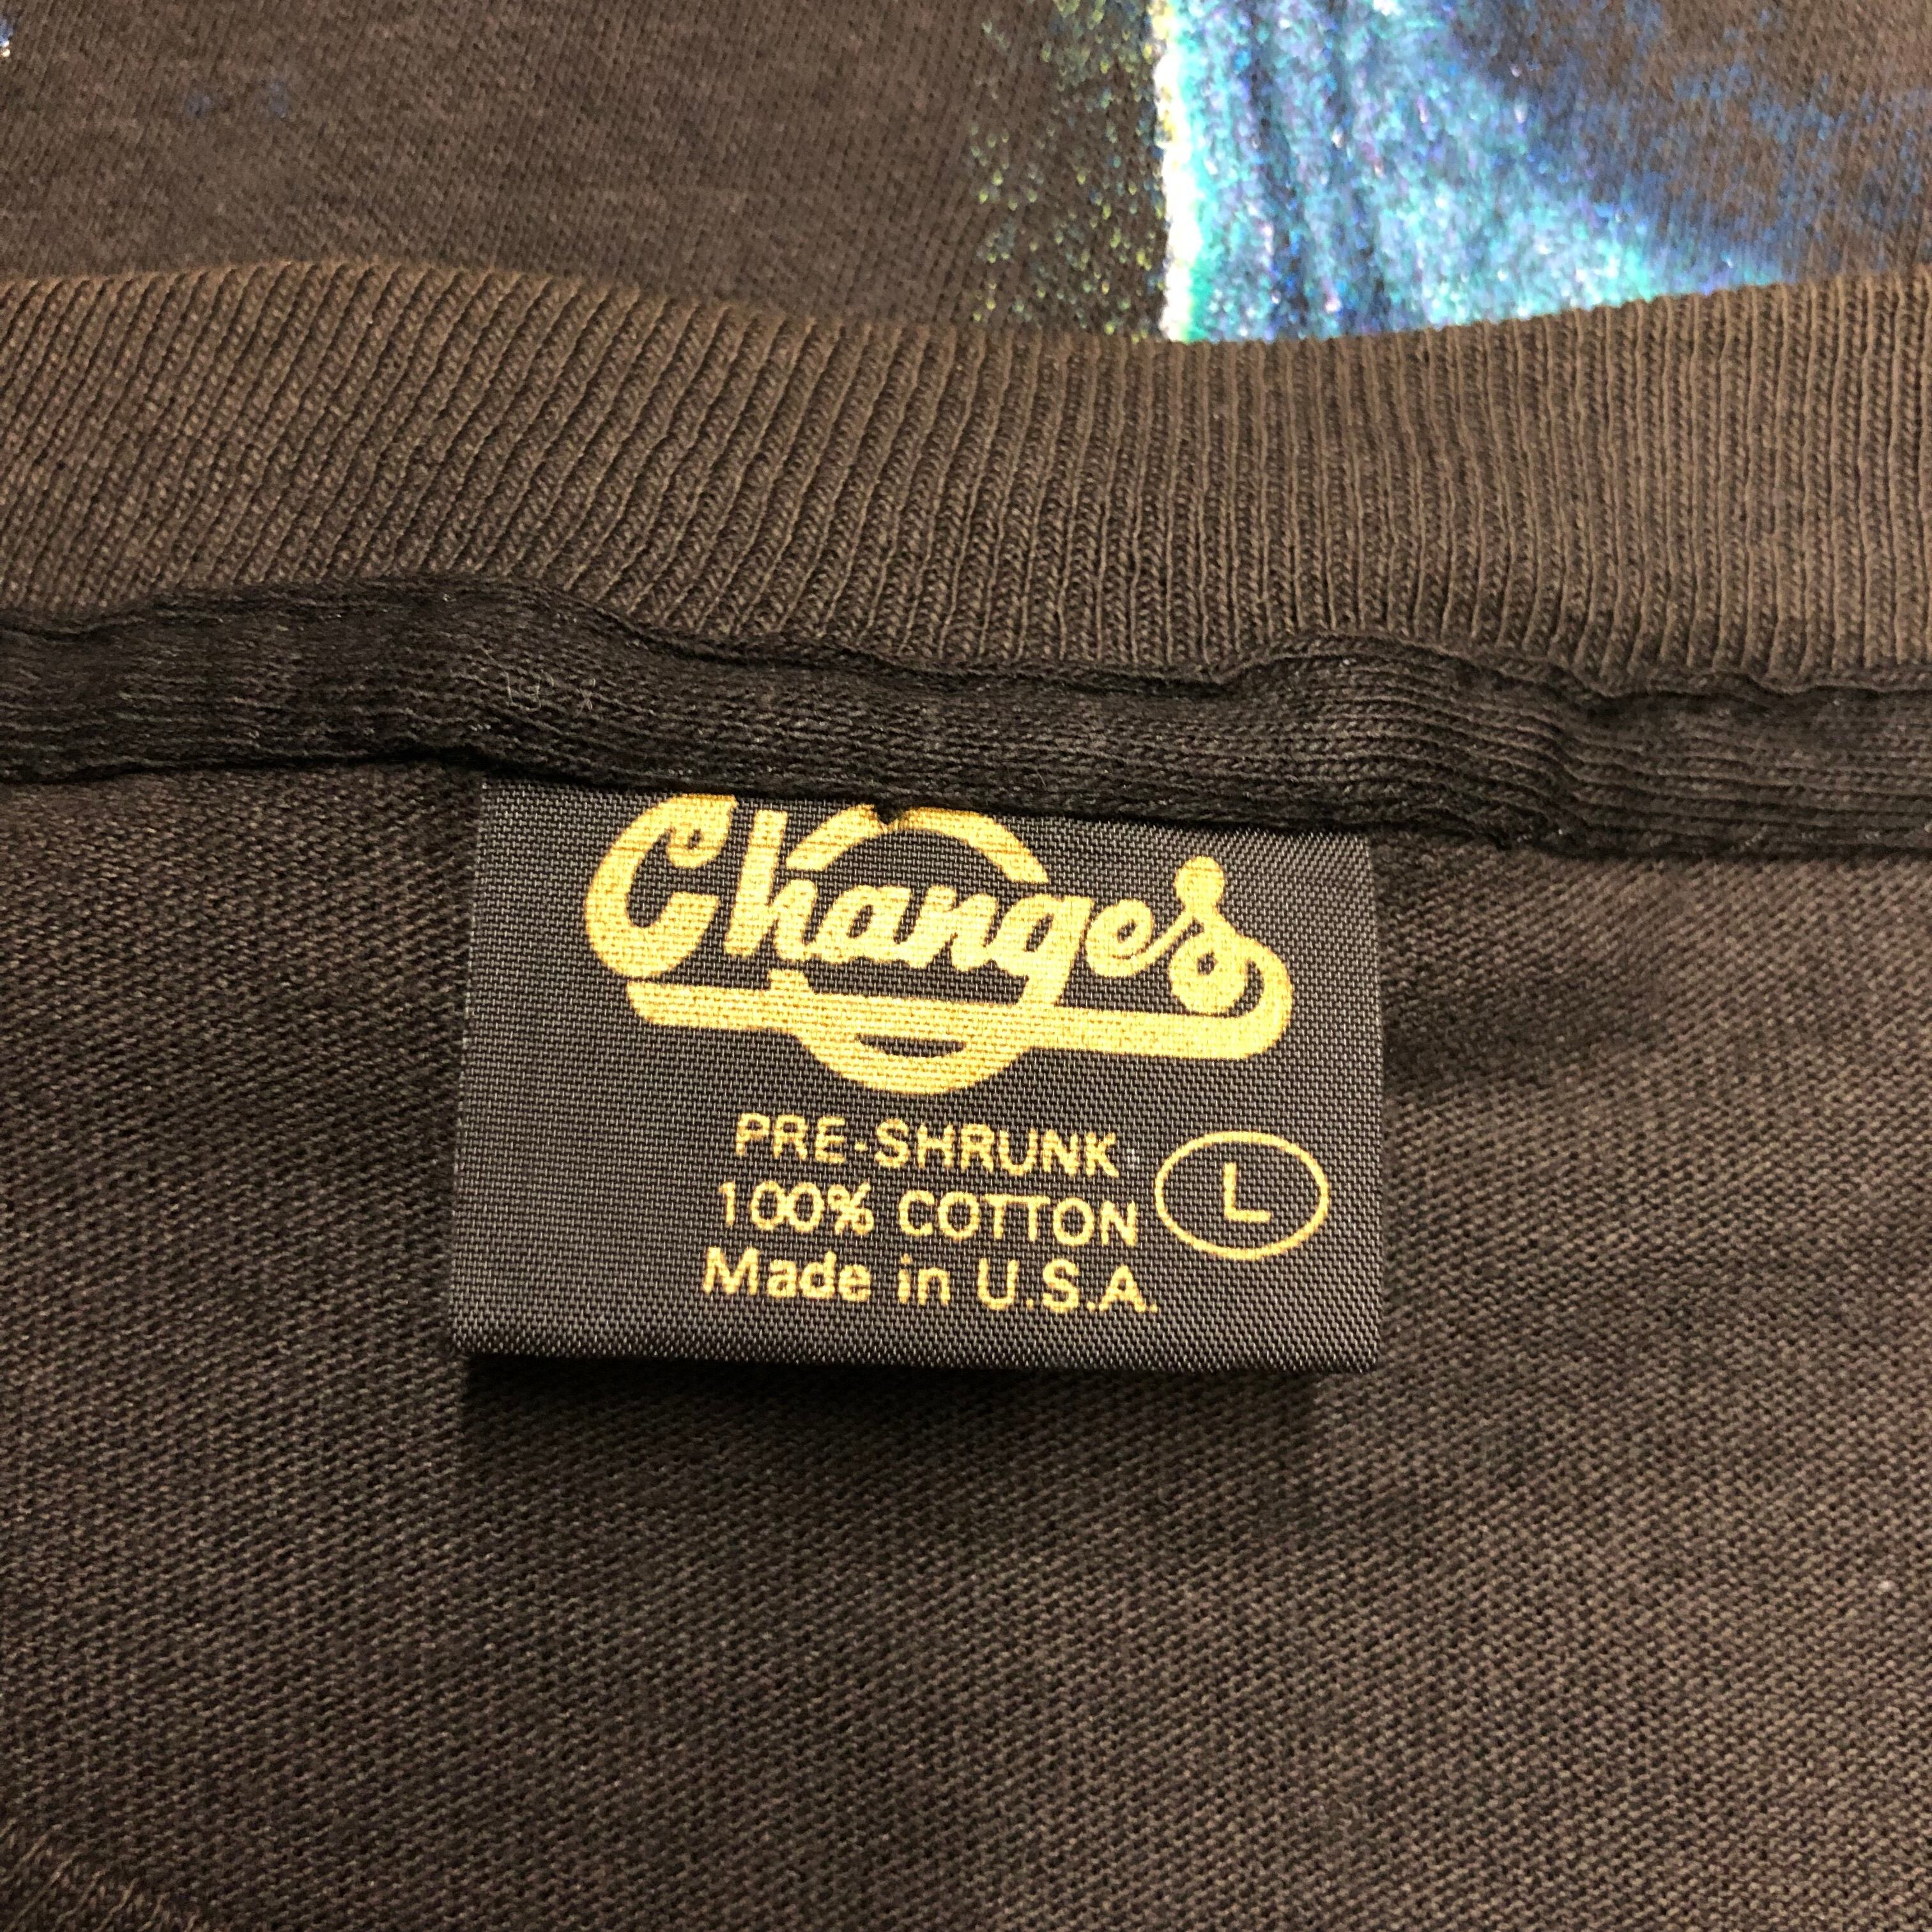 Changes
PRE-SHRUNK
100% COTTON
L
Made in U.S.A.